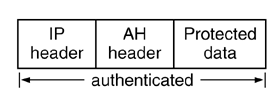 IP header
AH header
Protected data
authenticated